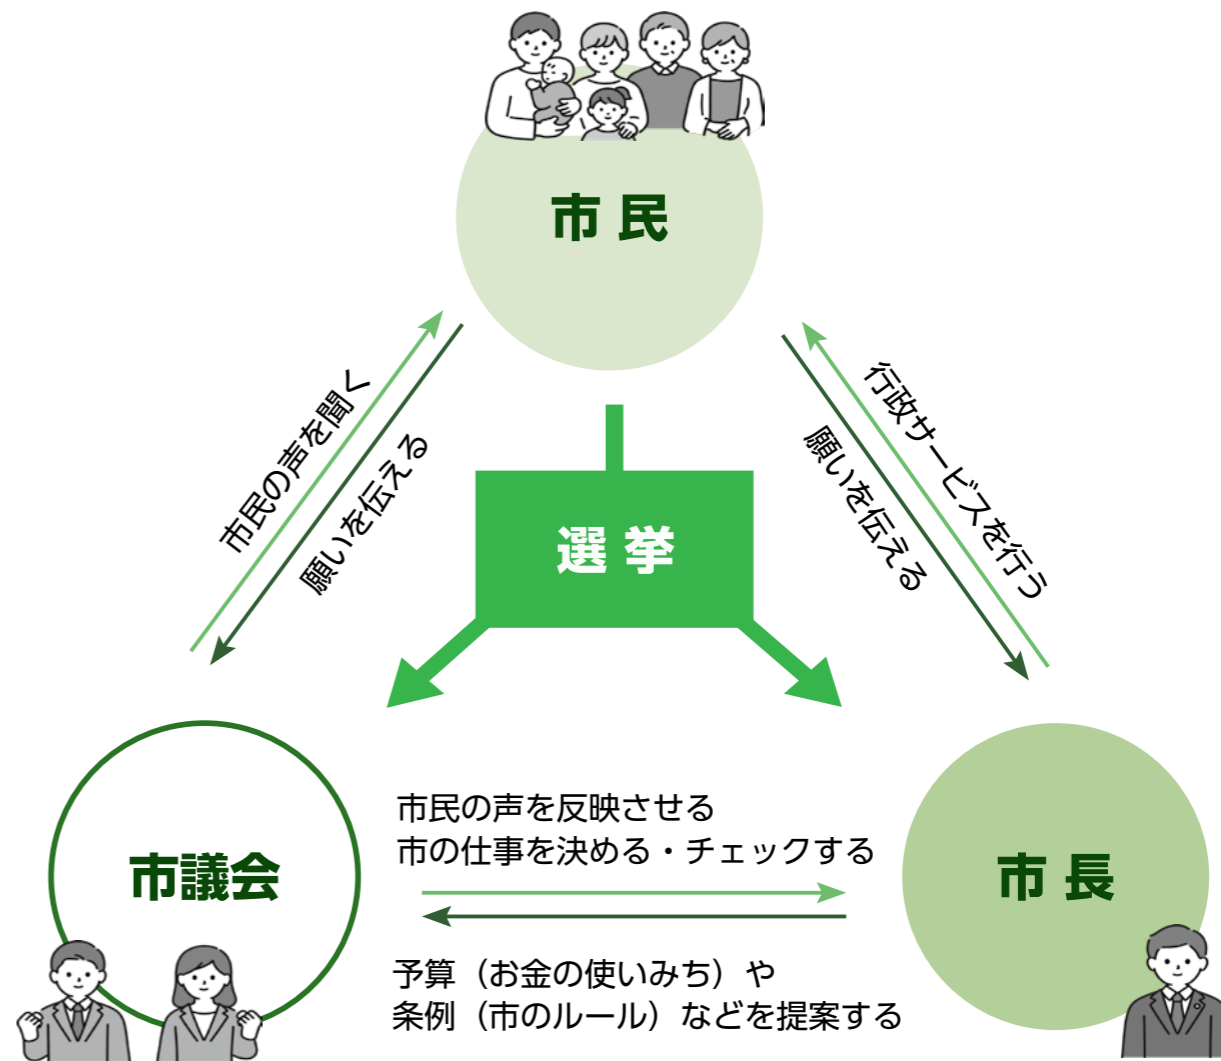 市民
市民の声を聞く
願いを伝える
選挙
願いを伝える
行政サービスを行う
市議会
市民の声を反映させる
市の仕事を決める・チェックする
市長
予算（お金の使いみち）や
条例（市のルール）などを提案する